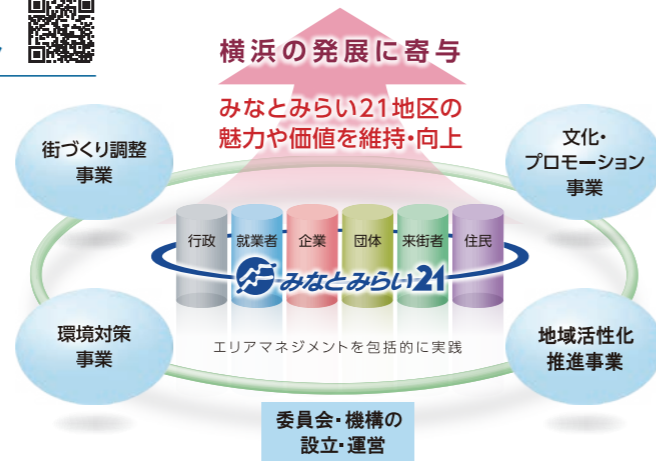 横浜の発展に寄与
みなとみらい21地区の
魅力や価値を維持・向上
街づくり調整
事業
文化・
プロモーション
事業
行政
就業者
企業
団体
来街者
住民
みなとみらい21
環境対策
事業
エリアマネジメントを包括的に実践
地域活性化
推進事業
委員会・機構の
設立・運営